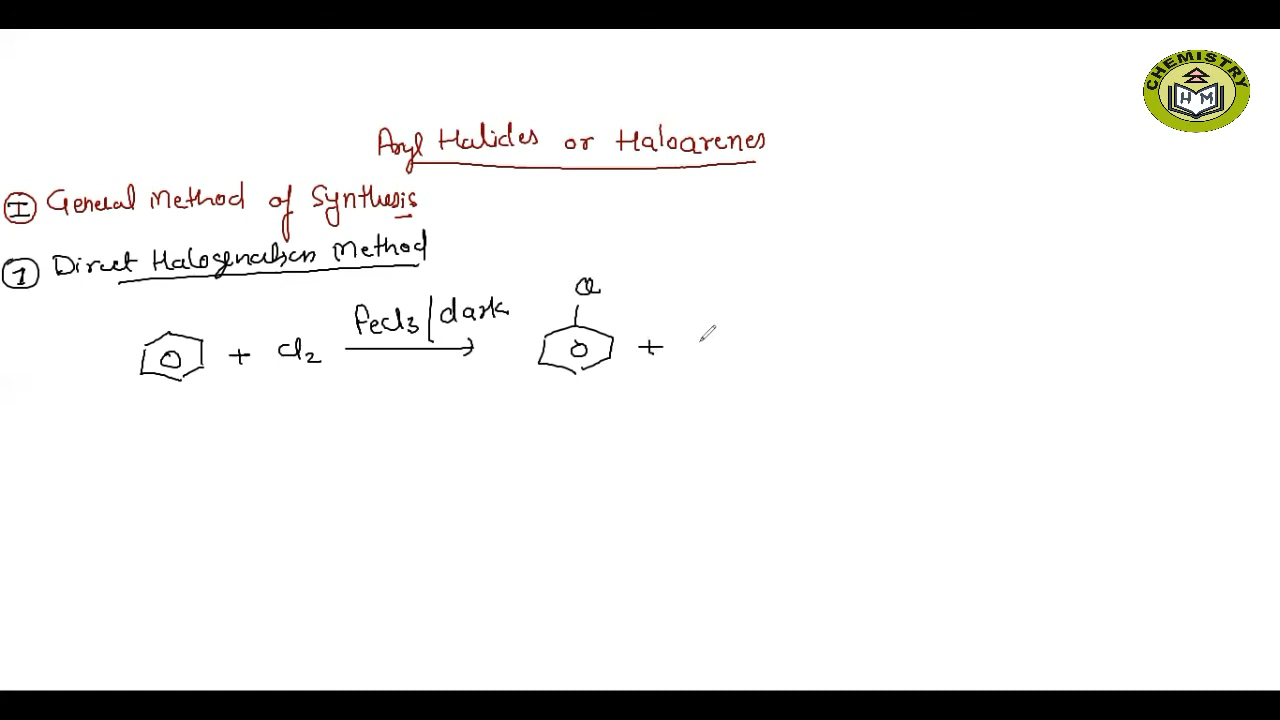 CHEMISTRY
HM
Aryl Halides or Haloarenes
I General Method of Synthesis
1 Direct Halogenation Method
Cl
FeCl3 | dark
+ Cl2 → +